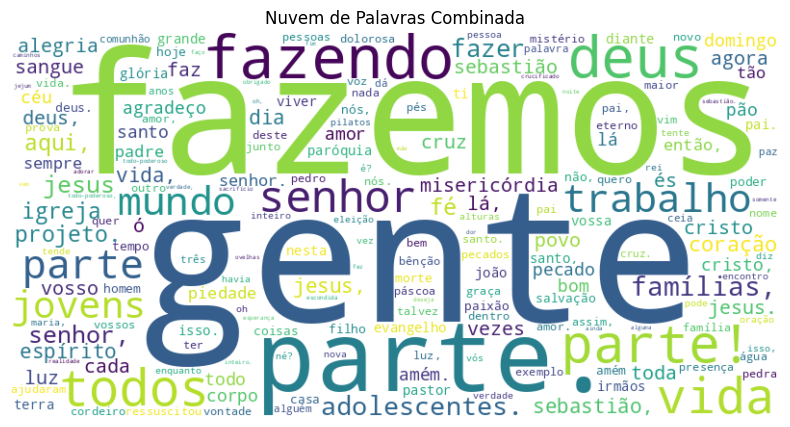 Nuvem de Palavras Combinada
alegria comunhão grande fazendo pessoas dolorosa fazer mistério diante novo domingo
sangue hoje faz palavra deus agora
céu glória sebastião pessoa tão
vida. anos voz dá maior
deus. agradeço viver nada ti vim
deus, amor, dia nós, pés eterno pão
prova santo deste amor cruz pai, tente então,
aqui, padre junto pilatos lá paz pai.
sempre paróquia é? sebastião.
jesus vida, senhor. pedro nós. não, quero rei poder
outro senhor misericórdia és
igreja mundo fé lá, trabalho
ó inteiro eleição alturas pai vossa ceia nome cristo
projeto. quer tempo vez povo coração
parte gente bem santo. santo, cruz. diz
três nesta bênção pecados joão pecado cristo,
vosso homem havia jesus, morte graça bom famílias,
jovens piedade páscoa paixão salvação encontro
maria, oh talvez dentro pode jesus.
senhor, vossos isso. coisas evangelho parte. amor. assim, família oração
espírito cada ter filho vezes parte!
enquanto né? nova luz, vós ainda alguma isso,
luz todos todo amém. exemplo amém toda presença água
ajudaram corpo pastor irmãos pedra
terra cordeiro ressuscitou vontade casa alguém adolescentes. verdade sebastião, vida
fazemos